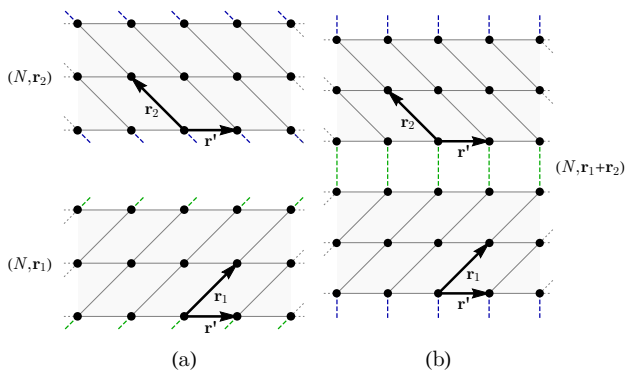 (N,r₂)
r₂
r'
(N,r₁)
r₁
r'
(a)
r₂
r'
(N,r₁+r₂)
r₁
r'
(b)